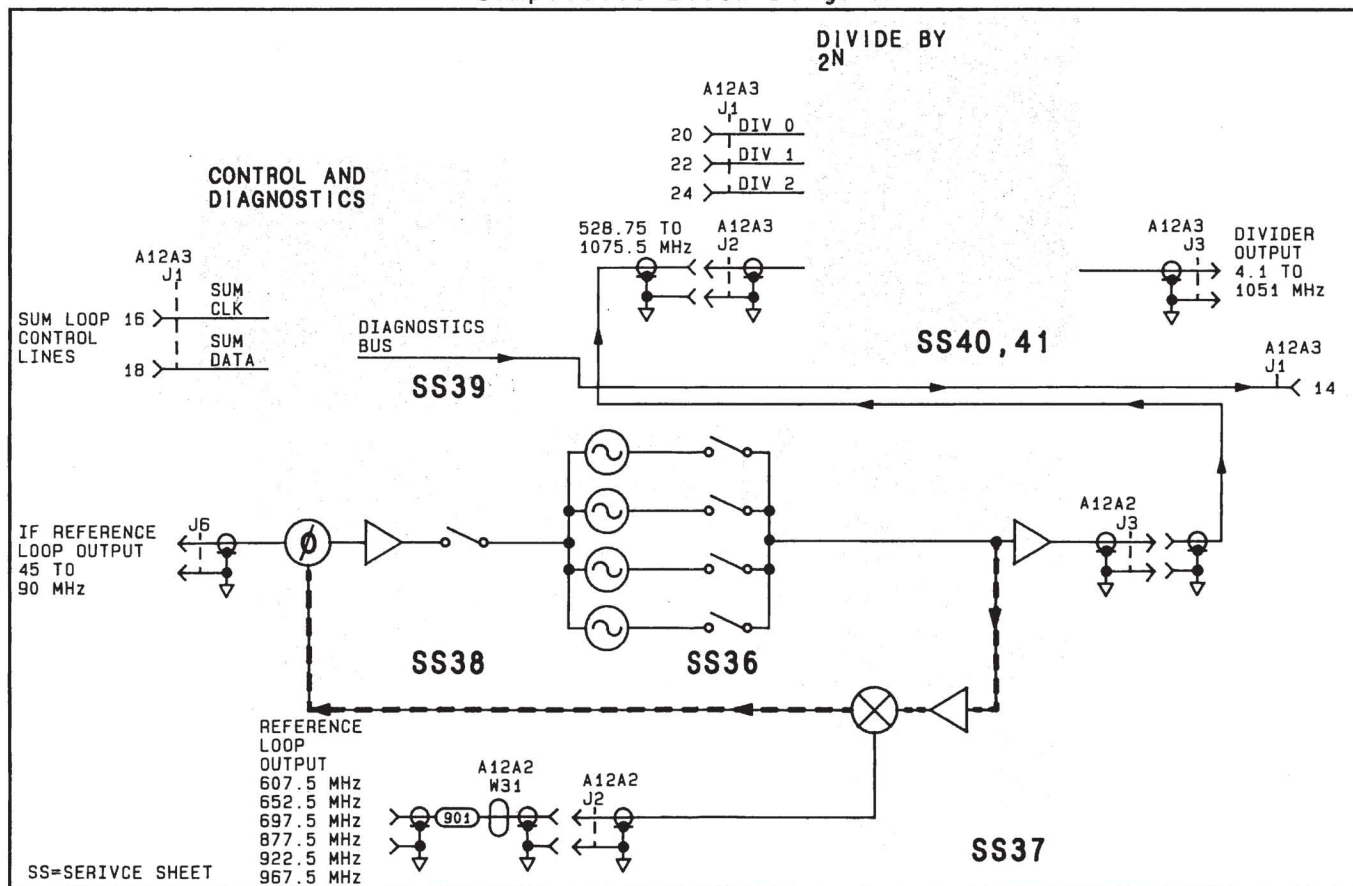 DIVIDE BY
2N
A12A3
J1
20 DIV 0
22 DIV 1
24 DIV 2
CONTROL AND
DIAGNOSTICS
528.75 TO
1075.5 MHz
A12A3
J2
A12A3
J3
DIVIDER
OUTPUT
4.1 TO
1051 MHz
A12A3
J1
SUM LOOP
CONTROL
LINES
16 SUM
CLK
18 SUM
DATA
DIAGNOSTICS
BUS
SS39
SS40,41
A12A3
J1
14
IF REFERENCE
LOOP OUTPUT
45 TO
90 MHz
J6
ø
A12A2
J3
SS38
SS36
REFERENCE
LOOP
OUTPUT
607.5 MHz
652.5 MHz
697.5 MHz
877.5 MHz
922.5 MHz
967.5 MHz
901
A12A2
W31
A12A2
J2
SS37
SS=SERIVCE SHEET